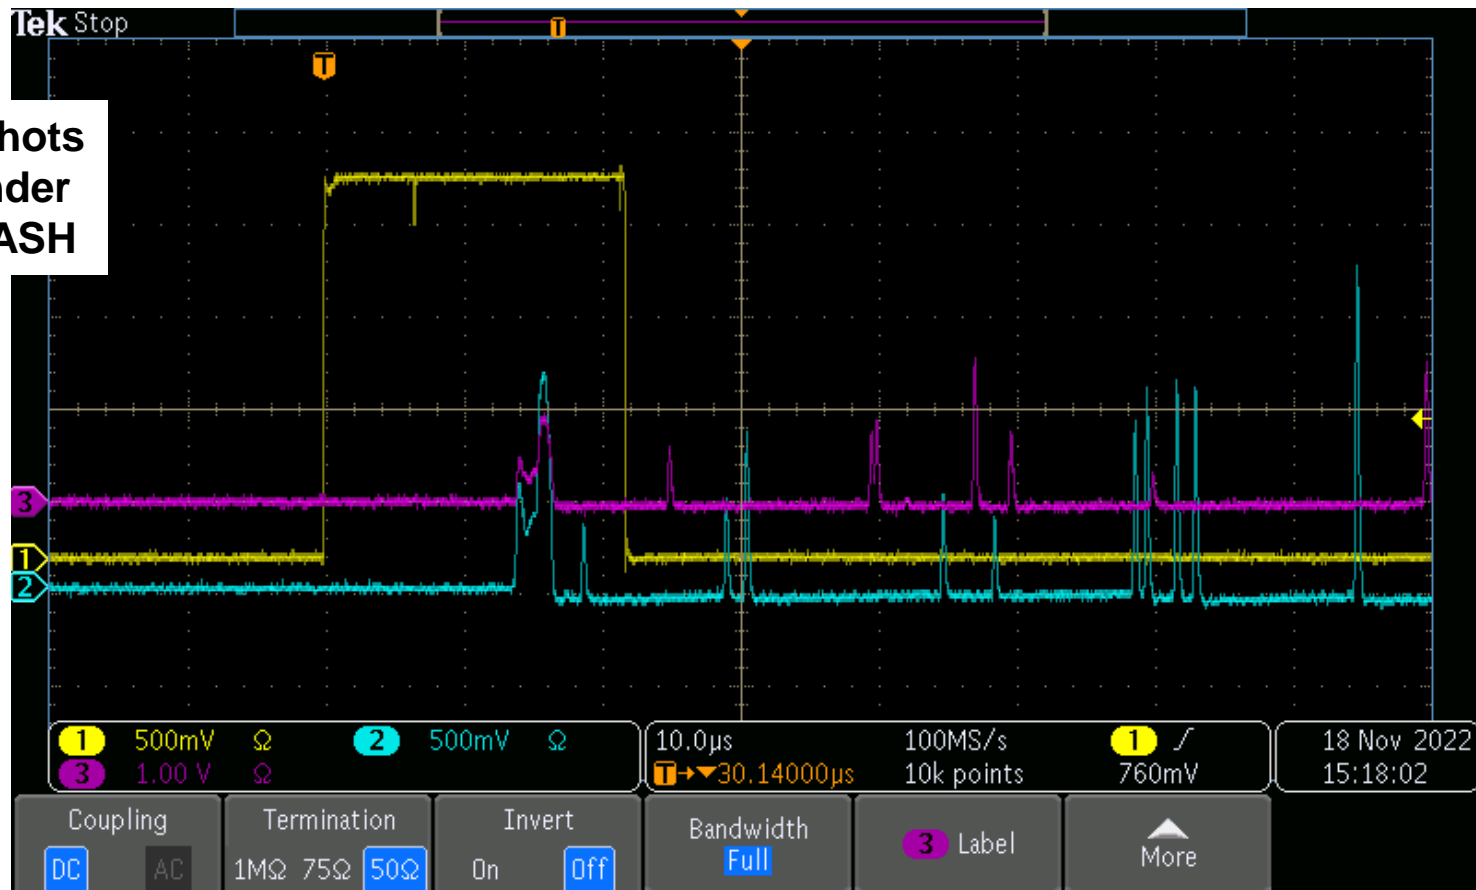 Tek Stop
T
T
hots
nder
ASH
3
1
2
1 500mV Ω 2 500mV Ω
3 1.00 V Ω
10.0µs 100MS/s 1
T→▼30.14000µs 10k points 760mV
18 Nov 2022
15:18:02
Coupling
DC AC
Termination
1MΩ 75Ω 50Ω
Invert
On Off
Bandwidth
Full
3 Label
More